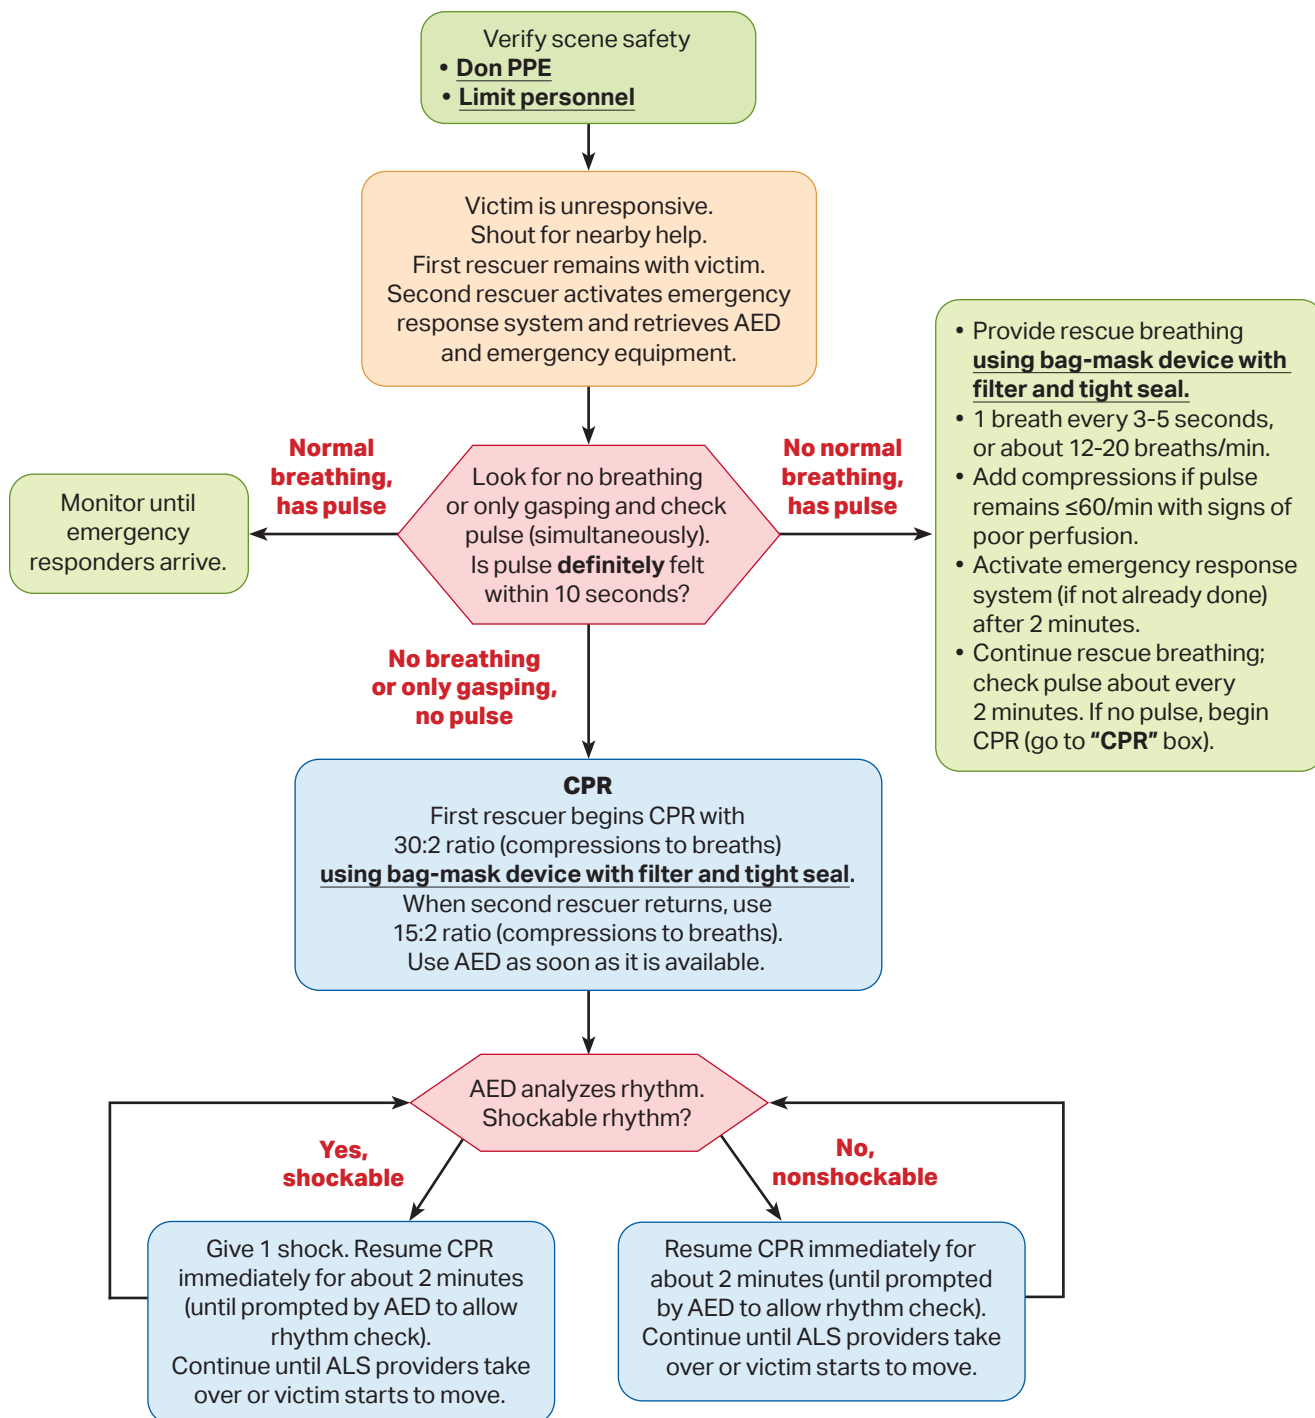 Verify scene safety
• Don PPE
• Limit personnel
Victim is unresponsive.
Shout for nearby help.
First rescuer remains with victim.
Second rescuer activates emergency
response system and retrieves AED
and emergency equipment.
Normal
breathing,
has pulse
Monitor until
emergency
responders arrive.
Look for no breathing
or only gasping and check
pulse (simultaneously).
Is pulse definitely felt
within 10 seconds?
No normal
breathing,
has pulse
• Provide rescue breathing
using bag-mask device with
filter and tight seal.
• 1 breath every 3-5 seconds,
or about 12-20 breaths/min.
• Add compressions if pulse
remains ≤60/min with signs of
poor perfusion.
• Activate emergency response
system (if not already done)
after 2 minutes.
• Continue rescue breathing;
check pulse about every
2 minutes. If no pulse, begin
CPR (go to “CPR” box).
No breathing
or only gasping,
no pulse
CPR
First rescuer begins CPR with
30:2 ratio (compressions to breaths)
using bag-mask device with filter and tight seal.
When second rescuer returns, use
15:2 ratio (compressions to breaths).
Use AED as soon as it is available.
AED analyzes rhythm.
Shockable rhythm?
Yes,
shockable
No,
nonshockable
Give 1 shock. Resume CPR
immediately for about 2 minutes
(until prompted by AED to allow
rhythm check).
Continue until ALS providers take
over or victim starts to move.
Resume CPR immediately for
about 2 minutes (until prompted
by AED to allow rhythm check).
Continue until ALS providers take
over or victim starts to move.